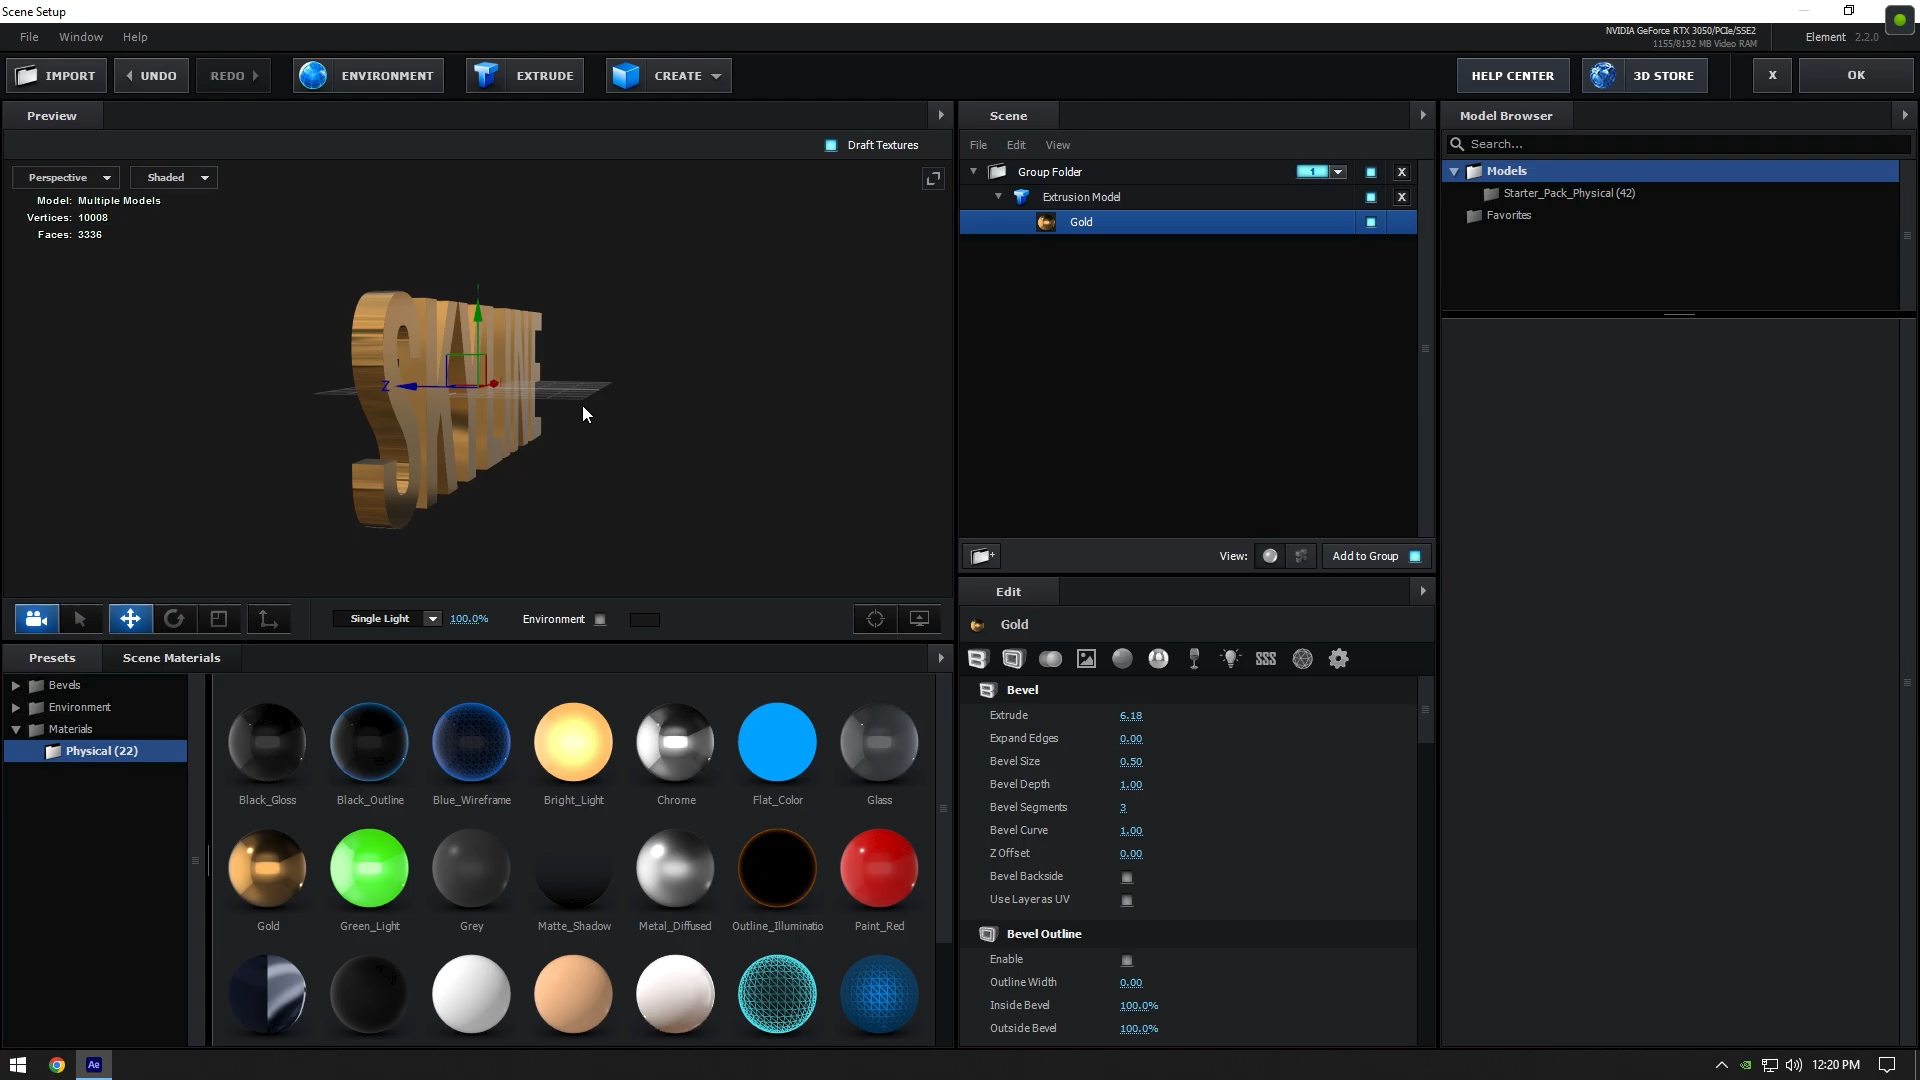 Scene Setup
File Window Help
NVIDIA GeForce RTX 3050/PCIe/SSE2
1155/8192 MB Video RAM
Element 2.2.0
IMPORT UNDO REDO ENVIRONMENT EXTRUDE CREATE HELP CENTER 3D STORE X OK
Preview
Draft Textures
Perspective Shaded
Model: Multiple Models
Vertices: 10008
Faces: 3336
SKYLINE
Z
Single Light 100.0% Environment
Presets Scene Materials
Bevels
Environment
Materials
Physical (22)
Black_Gloss Black_Outline Blue_Wireframe Bright_Light Chrome Flat_Color Glass
Gold Green_Light Grey Matte_Shadow Metal_Diffused Outline_Illuminatio Paint_Red
Scene
File Edit View
Group Folder 1 X
Extrusion Model X
Gold
View: Add to Group
Edit
Gold
Bevel
Extrude 6.18
Expand Edges 0.00
Bevel Size 0.50
Bevel Depth 1.00
Bevel Segments 3
Bevel Curve 1.00
Z Offset 0.00
Bevel Backside
Use Layer as UV
Bevel Outline
Enable
Outline Width 0.00
Inside Bevel 100.0%
Outside Bevel 100.0%
Model Browser
Search...
Models
Starter_Pack_Physical (42)
Favorites
Ae
12:20 PM